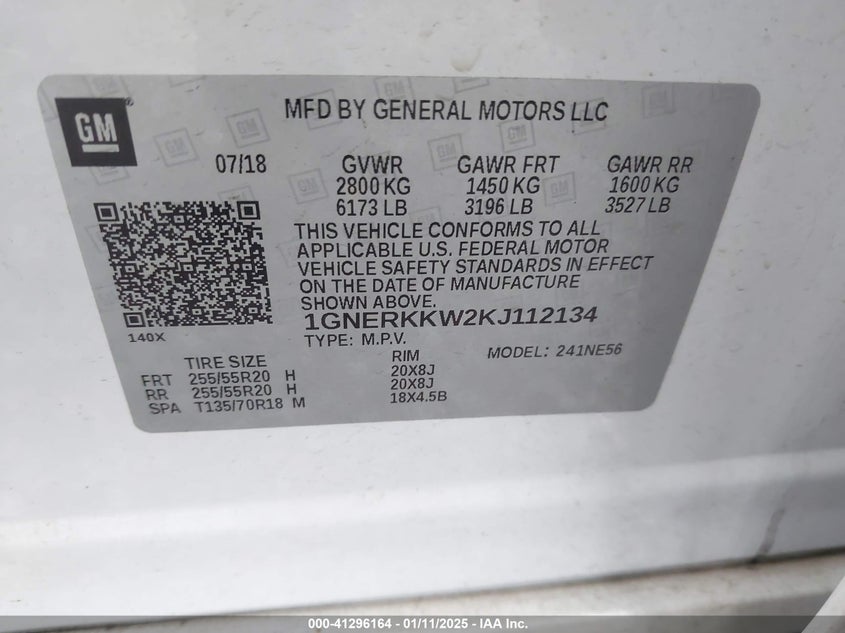 GM
MFD BY GENERAL MOTORS LLC
07/18 GVWR GAWR FRT GAWR RR
2800 KG 1450 KG 1600 KG
6173 LB 3196 LB 3527 LB
THIS VEHICLE CONFORMS TO ALL
APPLICABLE U.S. FEDERAL MOTOR
VEHICLE SAFETY STANDARDS IN EFFECT
ON THE DATE OF MANUFACTURE
SHOWN ABOVE.
1GNERKKW2KJ112134
140X
TYPE: M.P.V. MODEL: 241NE56
TIRE SIZE RIM
FRT 255/55R20 H 20X8J
RR 255/55R20 H 20X8J
SPA T135/70R18 M 18X4.5B
000-41296164 - 01/11/2025 - IAA Inc.